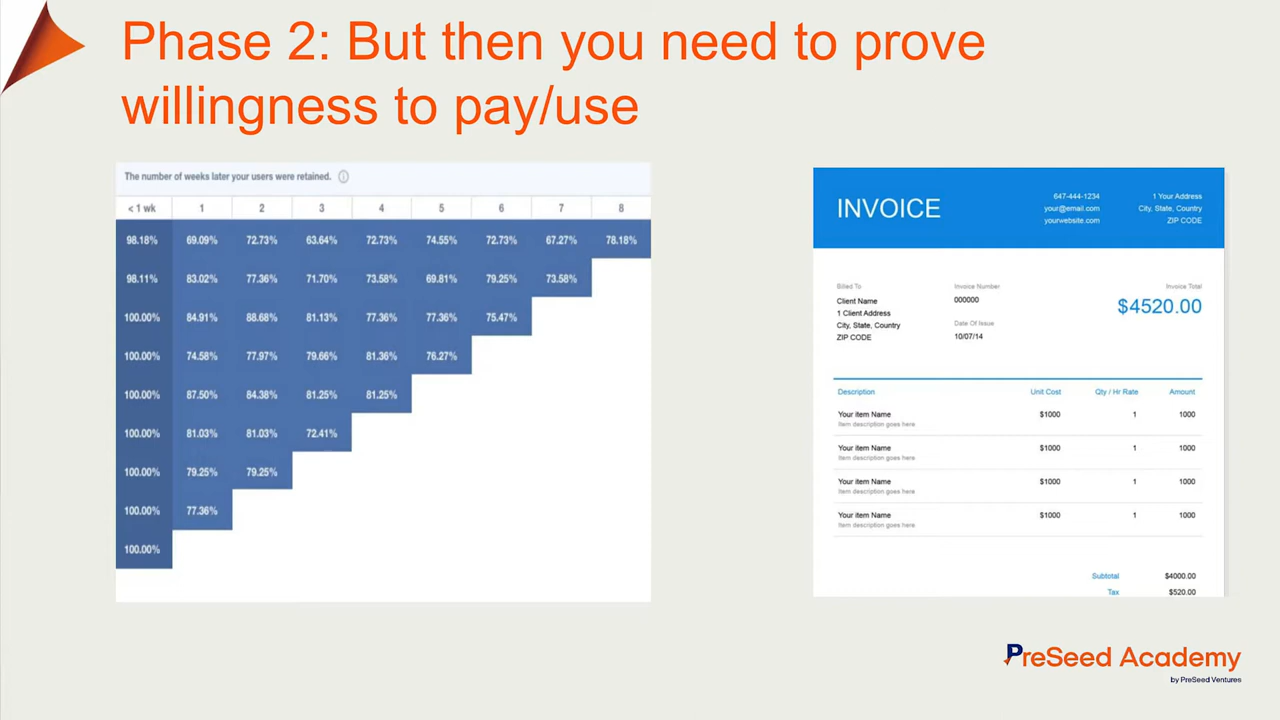 Phase 2: But then you need to prove
willingness to pay/use
The number of weeks later your users were retained.
< 1 wk 1 2 3 4 5 6 7 8
98.18% 69.09% 72.73% 63.64% 72.73% 74.55% 72.73% 67.27% 78.18%
98.11% 83.02% 77.36% 71.70% 73.58% 69.81% 79.25% 73.58%
100.00% 84.91% 88.68% 81.13% 77.36% 77.36% 75.47%
100.00% 74.58% 77.97% 79.66% 81.36% 76.27%
100.00% 87.50% 84.38% 81.25% 81.25%
100.00% 81.03% 81.03% 72.41%
100.00% 79.25% 79.25%
100.00% 77.36%
100.00%
INVOICE
647-444-1234
your@email.com
yourwebsite.com
1 Your Address
City, State, Country
ZIP CODE
Billed To
Client Name
1 Client Address
City, State, Country
ZIP CODE
Invoice Number
000000
Date Of Issue
10/07/14
Invoice Total
$4520.00
Description Unit Cost Qty / Hr Rate Amount
Your item Name $1000 1 1000
Item description goes here
Your item Name $1000 1 1000
Item description goes here
Your item Name $1000 1 1000
Item description goes here
Your item Name $1000 1 1000
Item description goes here
Subtotal $4000.00
Tax $520.00
PreSeed Academy
by PreSeed Ventures